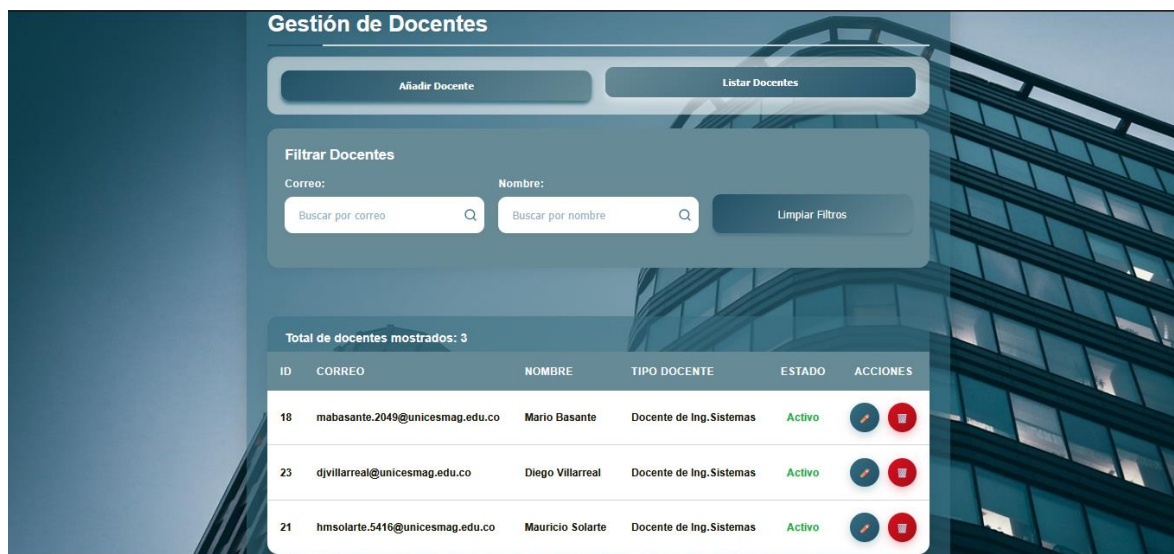 Gestión de Docentes
Añadir Docente Listar Docentes
Filtrar Docentes
Correo: Nombre:
Buscar por correo Buscar por nombre Limpiar Filtros
Total de docentes mostrados: 3
ID CORREO NOMBRE TIPO DOCENTE ESTADO ACCIONES
18 mabasante.2049@unicesmag.edu.co Mario Basante Docente de Ing.Sistemas Activo
23 djvillarreal@unicesmag.edu.co Diego Villarreal Docente de Ing.Sistemas Activo
21 hmsolarte.5416@unicesmag.edu.co Mauricio Solarte Docente de Ing.Sistemas Activo